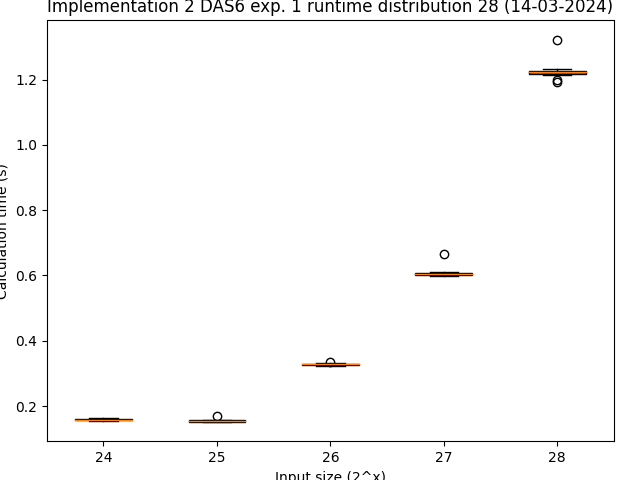 Implementation 2 DAS6 exp. 1 runtime distribution 28 (14-03-2024)
Calculation time (s)
1.2
1.0
0.8
0.6
0.4
0.2
24 25 26 27 28
Input size (2^x)